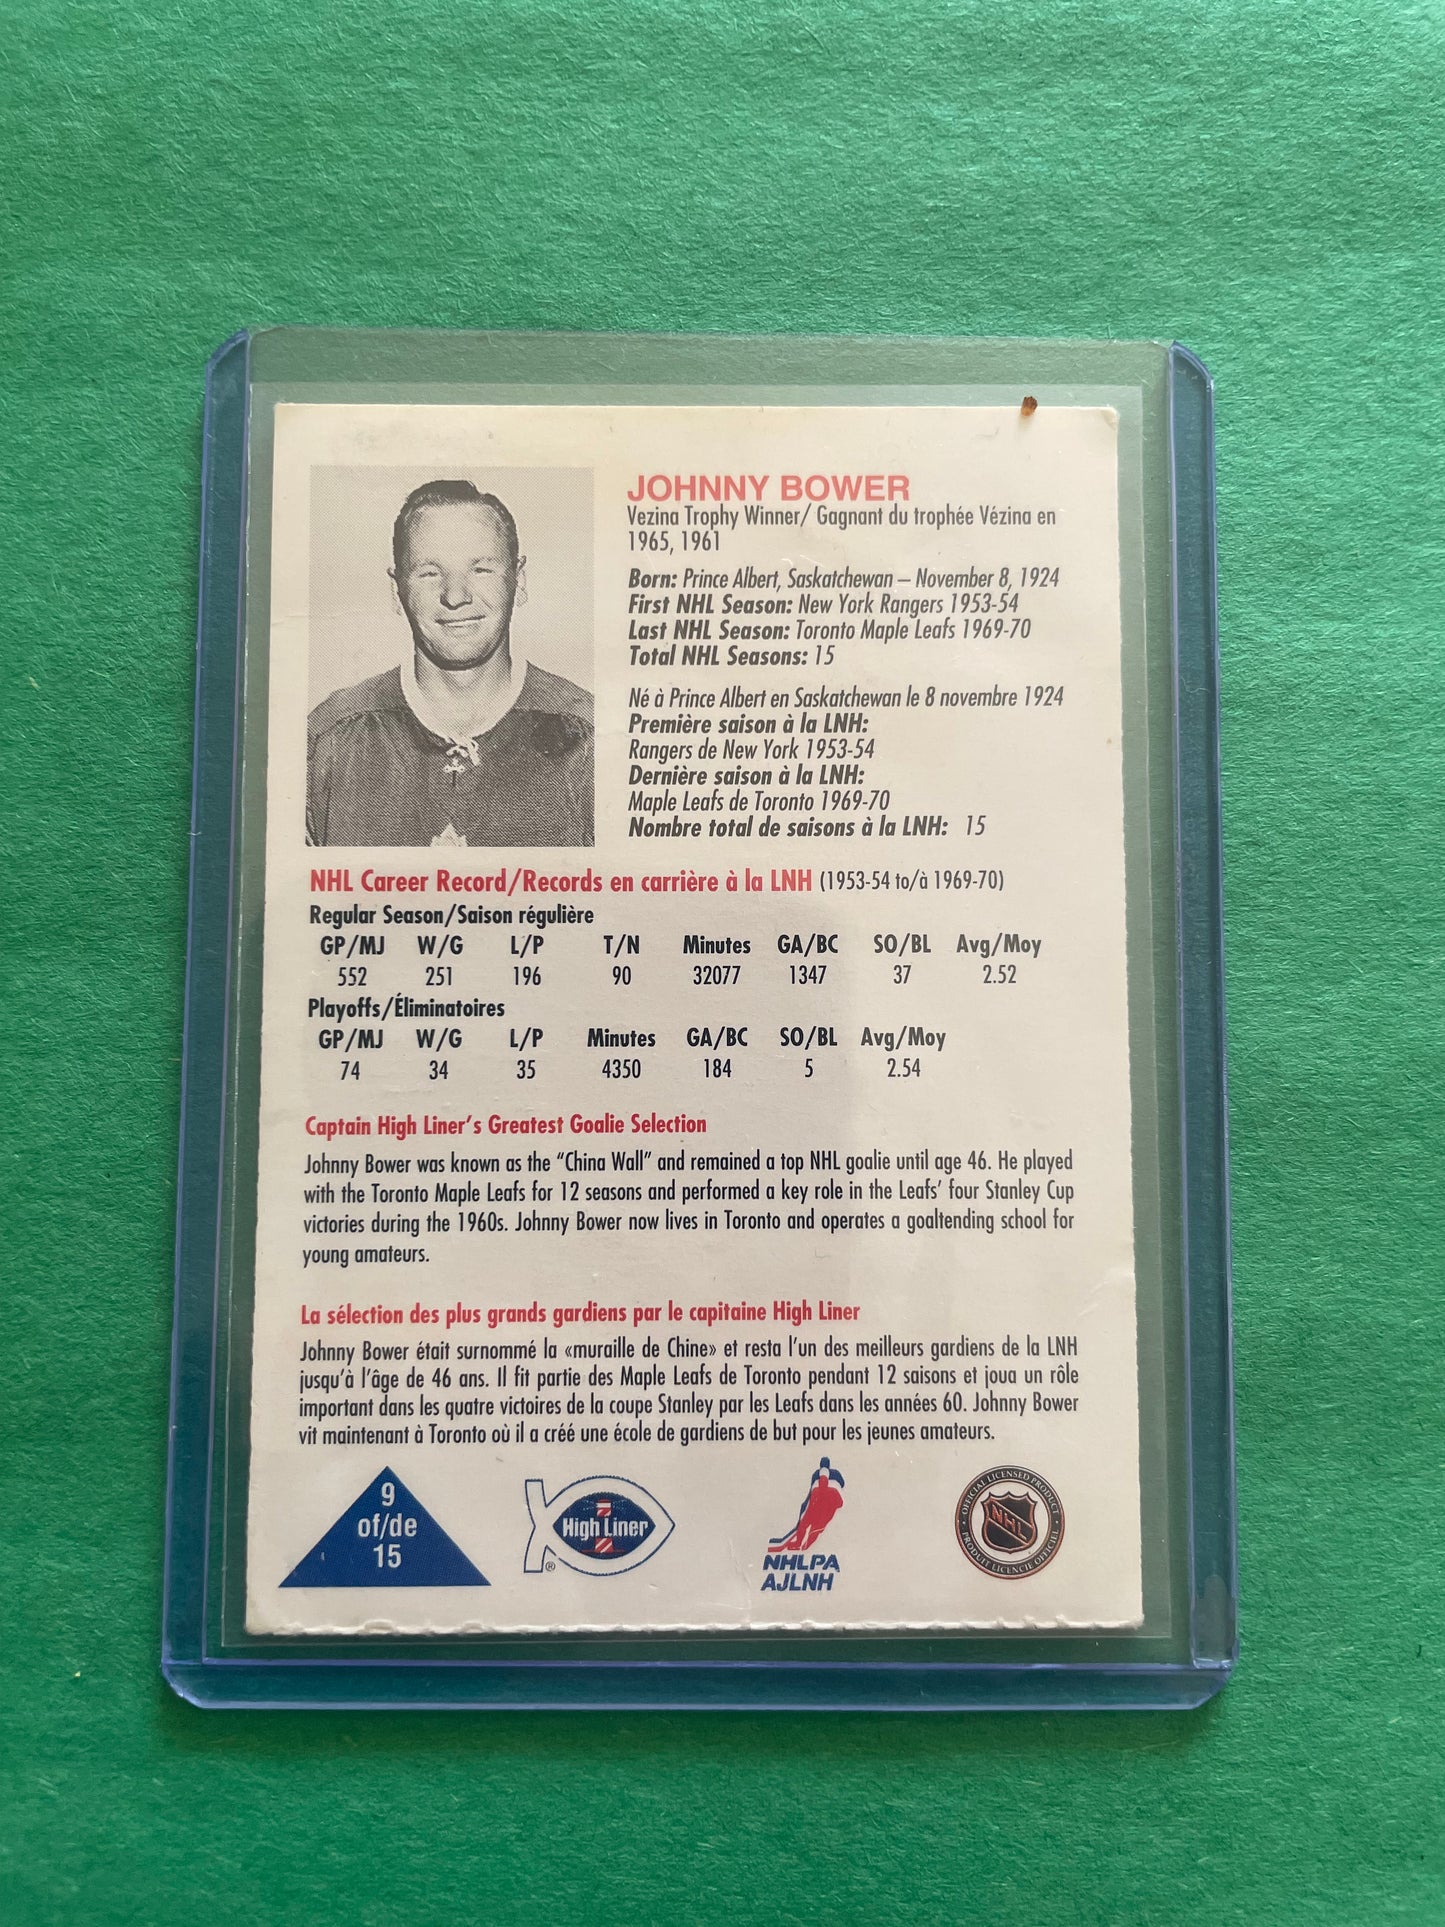 JOHNNY BOWER
Vezina Trophy Winner/ Gagnant du trophée Vézina en
1965, 1961
Born: Prince Albert, Saskatchewan – November 8, 1924
First NHL Season: New York Rangers 1953-54
Last NHL Season: Toronto Maple Leafs 1969-70
Total NHL Seasons: 15
Né à Prince Albert en Saskatchewan le 8 novembre 1924
Première saison à la LNH:
Rangers de New York 1953-54
Dernière saison à la LNH:
Maple Leafs de Toronto 1969-70
Nombre total de saisons à la LNH: 15
NHL Career Record/Records en carrière à la LNH (1953-54 to/à 1969-70)
Regular Season/Saison régulière
GP/MJ W/G L/P T/N Minutes GA/BC SO/BL Avg/Moy
552 251 196 90 32077 1347 37 2.52
Playoffs/Éliminatoires
GP/MJ W/G L/P Minutes GA/BC SO/BL Avg/Moy
74 34 35 4350 184 5 2.54
Captain High Liner's Greatest Goalie Selection
Johnny Bower was known as the "China Wall" and remained a top NHL goalie until age 46. He played
with the Toronto Maple Leafs for 12 seasons and performed a key role in the Leafs' four Stanley Cup
victories during the 1960s. Johnny Bower now lives in Toronto and operates a goaltending school for
young amateurs.
La sélection des plus grands gardiens par le capitaine High Liner
Johnny Bower était surnommé la «muraille de Chine» et resta l'un des meilleurs gardiens de la LNH
jusqu'à l'âge de 46 ans. Il fit partie des Maple Leafs de Toronto pendant 12 saisons et joua un rôle
important dans les quatre victoires de la coupe Stanley par les Leafs dans les années 60. Johnny Bower
vit maintenant à Toronto où il a créé une école de gardiens de but pour les jeunes amateurs.
9
of/de
15
High Liner
®
NHLPA
AJLNH
OFFICIAL LICENSED PRODUCT
NHL
PRODUIT LICENCIE OFFICIEL